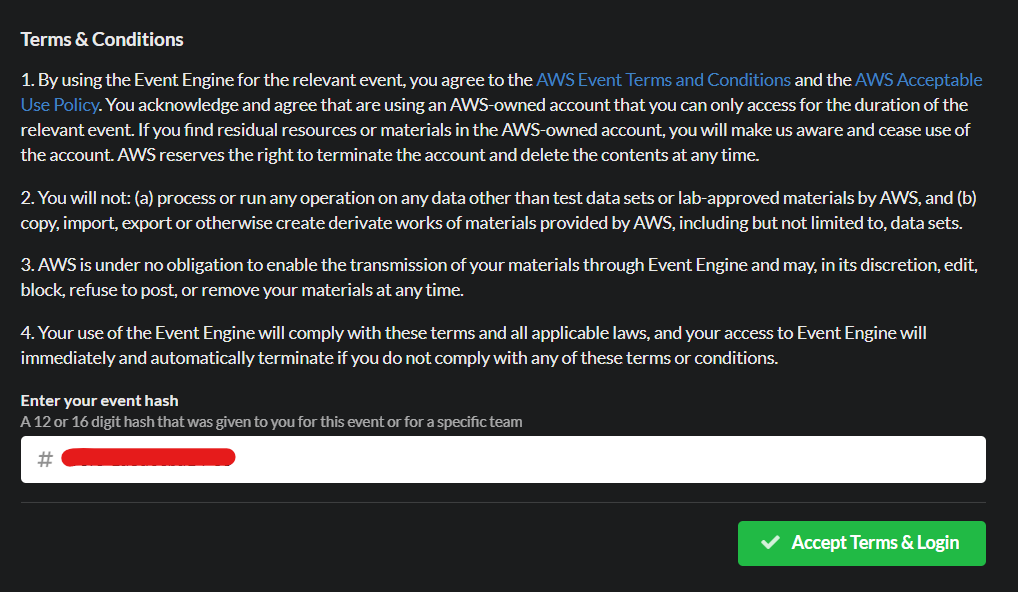 Terms & Conditions
1. By using the Event Engine for the relevant event, you agree to the AWS Event Terms and Conditions and the AWS Acceptable
Use Policy. You acknowledge and agree that are using an AWS-owned account that you can only access for the duration of the
relevant event. If you find residual resources or materials in the AWS-owned account, you will make us aware and cease use of
the account. AWS reserves the right to terminate the account and delete the contents at any time.
2. You will not: (a) process or run any operation on any data other than test data sets or lab-approved materials by AWS, and (b)
copy, import, export or otherwise create derivate works of materials provided by AWS, including but not limited to, data sets.
3. AWS is under no obligation to enable the transmission of your materials through Event Engine and may, in its discretion, edit,
block, refuse to post, or remove your materials at any time.
4. Your use of the Event Engine will comply with these terms and all applicable laws, and your access to Event Engine will
immediately and automatically terminate if you do not comply with any of these terms or conditions.
Enter your event hash
A 12 or 16 digit hash that was given to you for this event or for a specific team
#
Accept Terms & Login